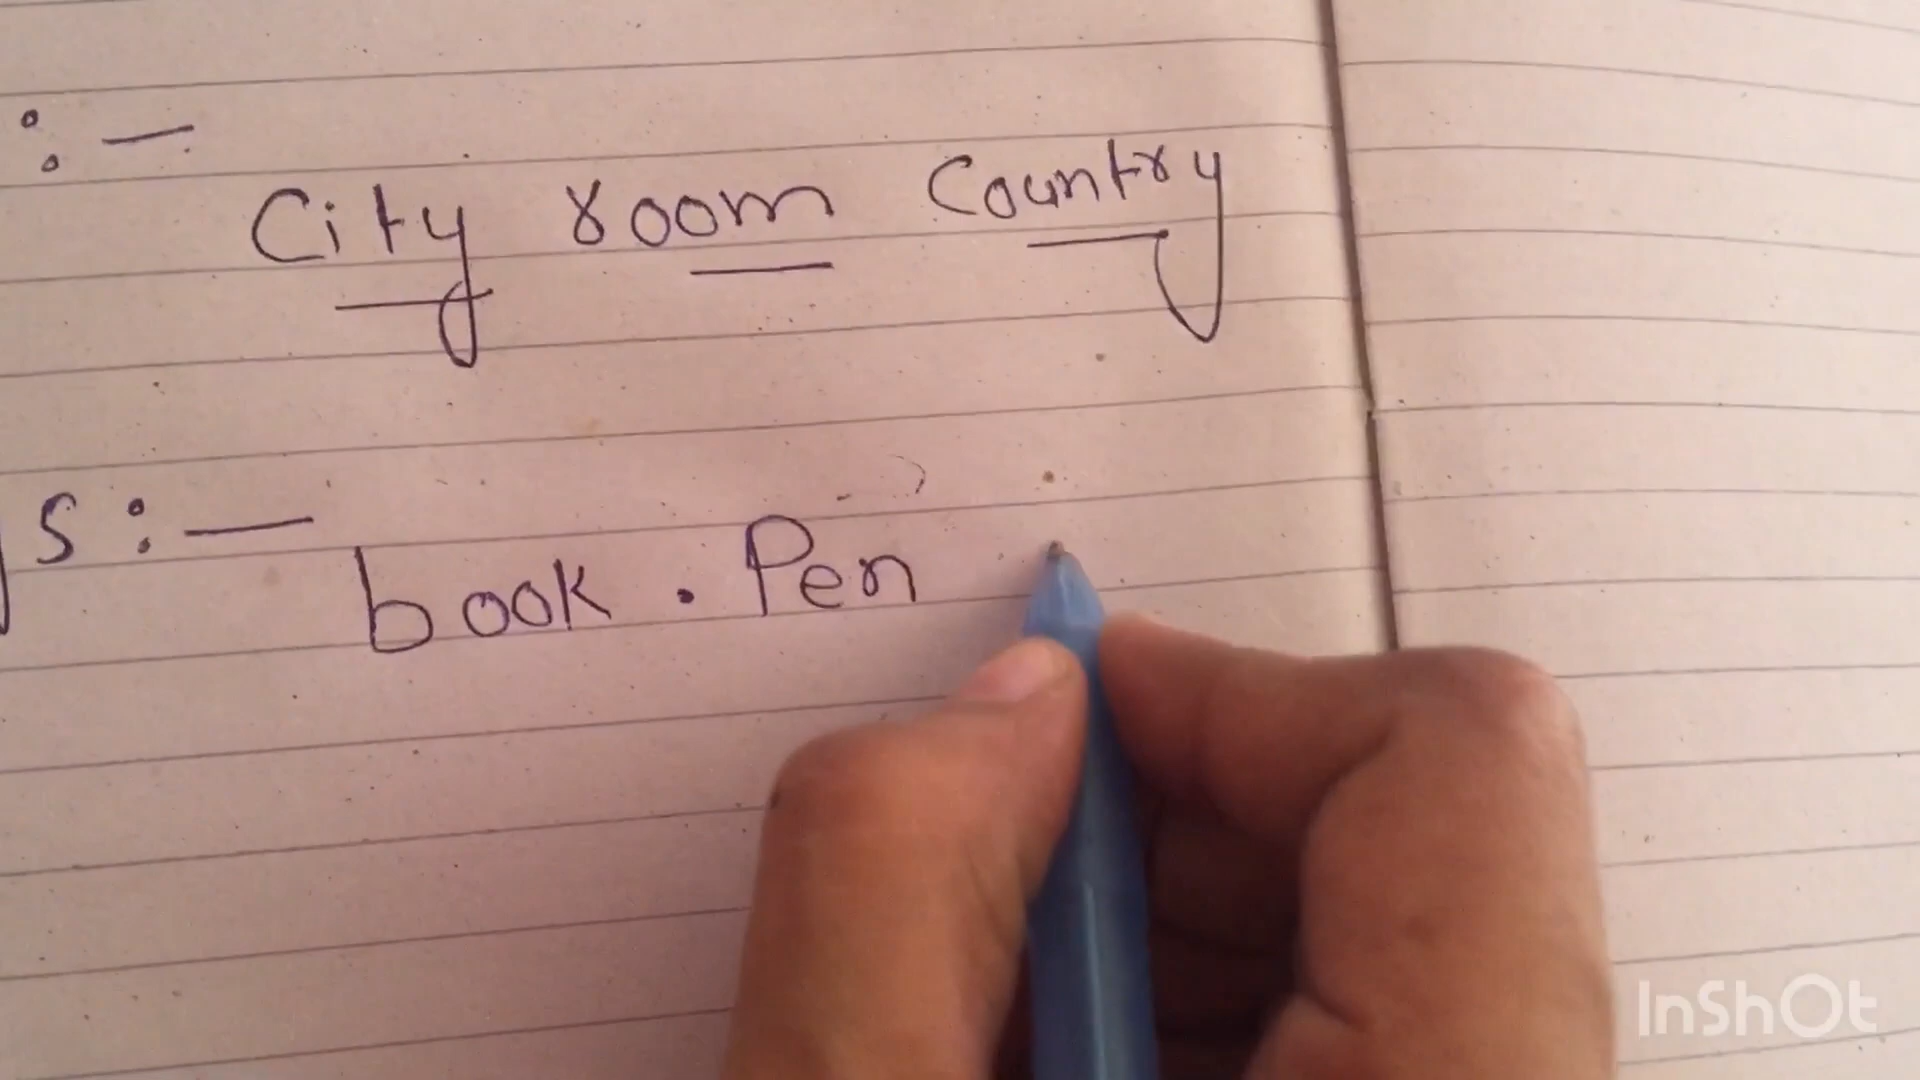 :-
City room Country
s :-
book . Pen
InShOt